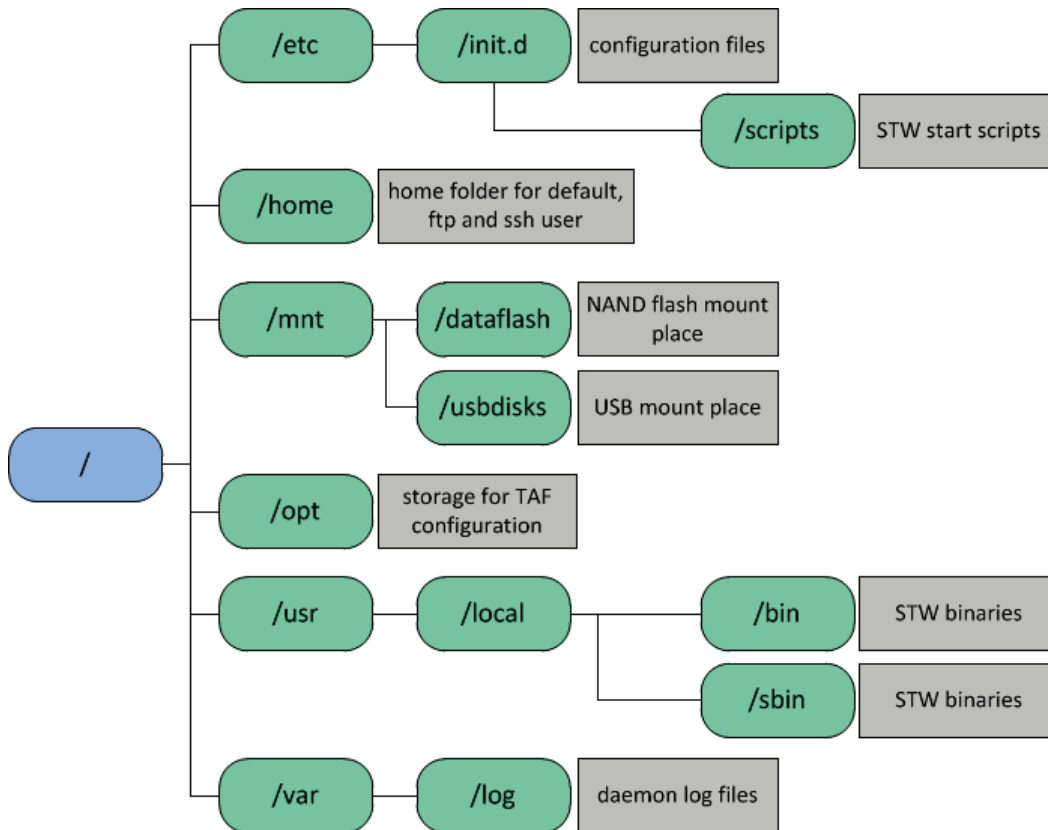 /etc
/init.d
configuration files
/scripts
STW start scripts
/home
home folder for default,
ftp and ssh user
/mnt
/dataflash
NAND flash mount
place
/usbdisks
USB mount place
/
/opt
storage for TAF
configuration
/usr
/local
/bin
STW binaries
/sbin
STW binaries
/var
/log
daemon log files